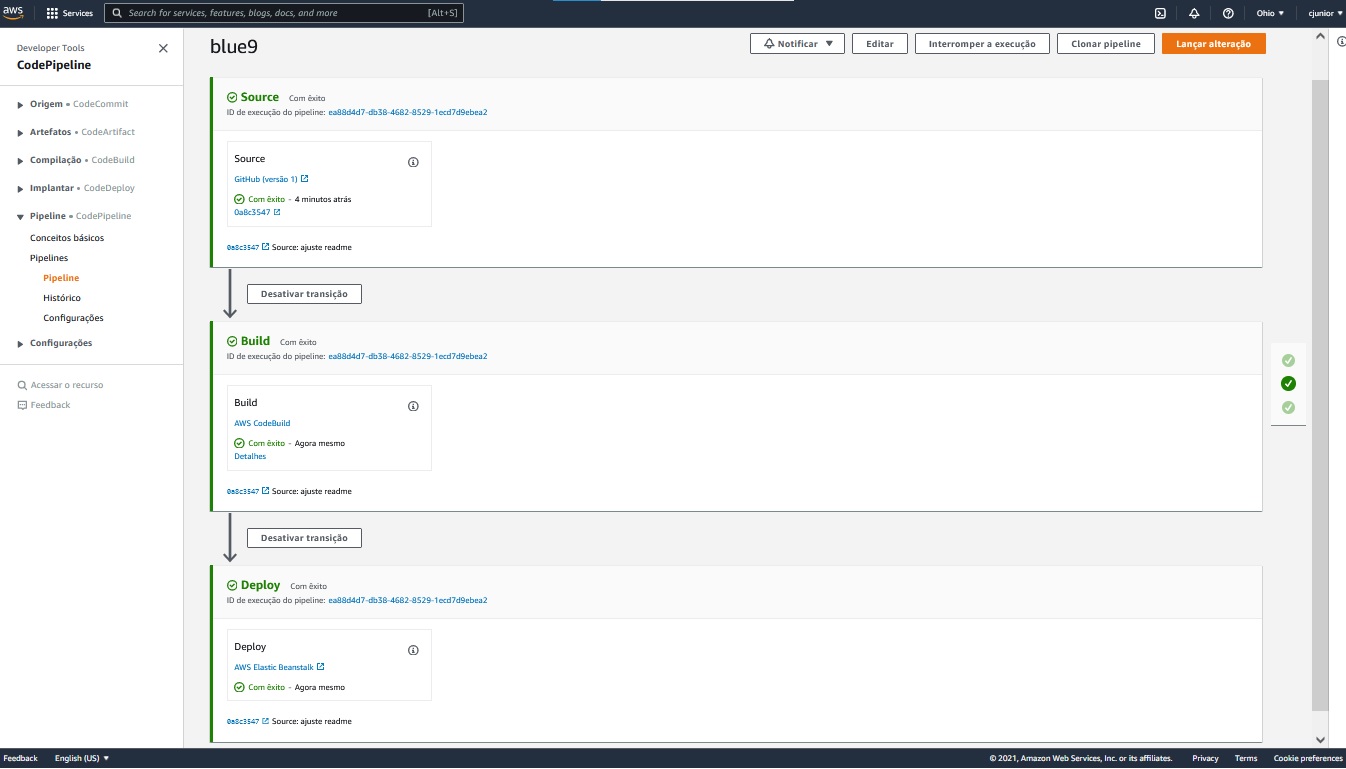 aws Services Search for services, features, blogs, docs, and more [Alt+S] Ohio ▼ cjunior ▼
Developer Tools
CodePipeline
Origem • CodeCommit
Artefatos • CodeArtifact
Compilação • CodeBuild
Implantar • CodeDeploy
Pipeline • CodePipeline
Conceitos básicos
Pipelines
Pipeline
Histórico
Configurações
Configurações
Acessar o recurso
Feedback
blue9
Notificar ▼ Editar Interromper a execução Clonar pipeline Lançar alteração
Source Com êxito
ID de execução do pipeline: ea88d4d7-db38-4682-8529-1ecd7d9ebea2
Source
GitHub (versão 1)
Com êxito - 4 minutos atrás
0a8c3547
0a8c3547 Source: ajuste readme
Desativar transição
Build Com êxito
ID de execução do pipeline: ea88d4d7-db38-4682-8529-1ecd7d9ebea2
Build
AWS CodeBuild
Com êxito - Agora mesmo
Detalhes
0a8c3547 Source: ajuste readme
Desativar transição
Deploy Com êxito
ID de execução do pipeline: ea88d4d7-db38-4682-8529-1ecd7d9ebea2
Deploy
AWS Elastic Beanstalk
Com êxito - Agora mesmo
0a8c3547 Source: ajuste readme
Feedback English (US) ▼ © 2021, Amazon Web Services, Inc. or its affiliates. Privacy Terms Cookie preferences